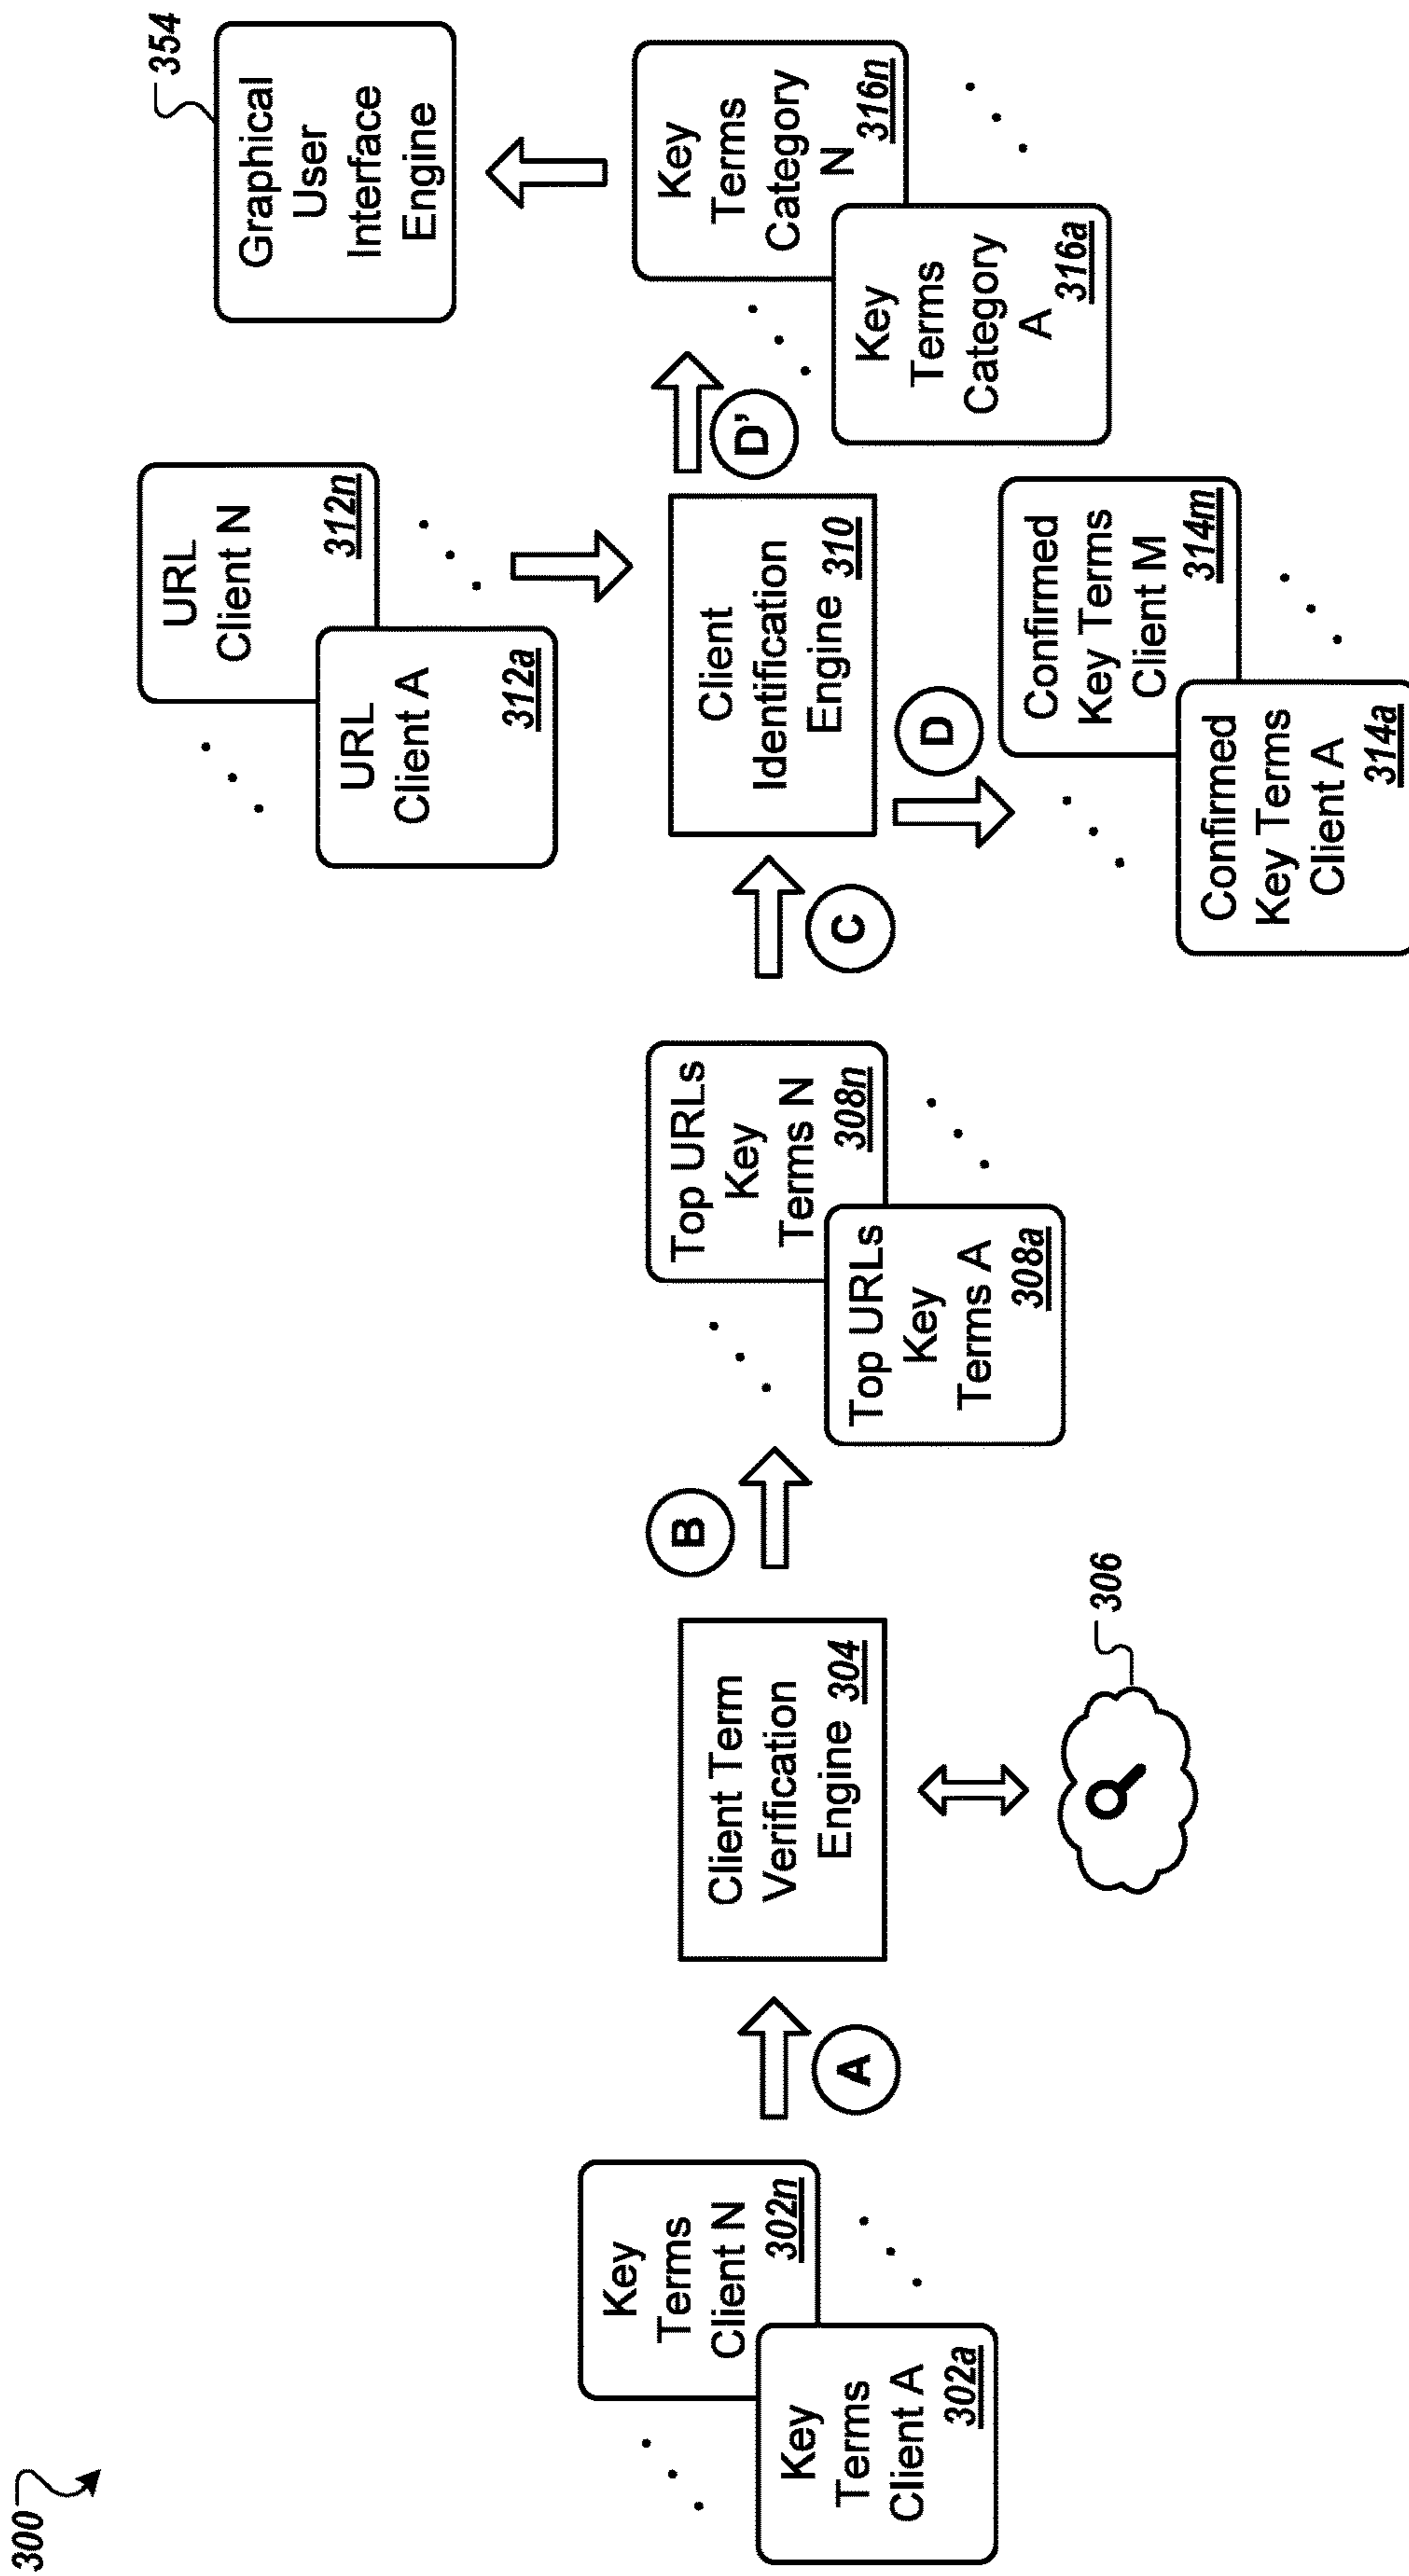 300
Key
Terms
Client N
302n
Key
Terms
Client A
302a
A
Client Term
Verification
Engine 304
306
B
Top URLs
Key
Terms N
308n
Top URLs
Key
Terms A
308a
C
URL
Client N
312n
URL
Client A
312a
Client
Identification
Engine 310
D
Confirmed
Key Terms
Client M
314m
Confirmed
Key Terms
Client A
314a
D'
Key
Terms
Category
N
316n
Key
Terms
Category
A
316a
Graphical
User
Interface
Engine
354